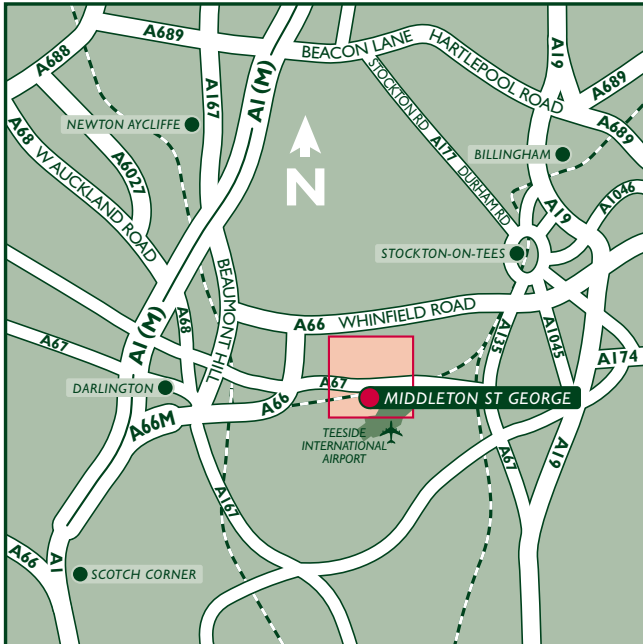 A688
A689
BEACON LANE
HARTLEPOOL ROAD
A19
A689
A689
A1 (M)
A167
A68
NEWTON AYCLIFFE
A6027
W AUCKLAND ROAD
N
STOCKTON RD
A177
DURHAM RD
BILLINGHAM
A1046
A19
STOCKTON-ON-TEES
BEAUMONT HILL
A66
WHINFIELD ROAD
A1 (M)
A68
A67
A135
A1045
A174
DARLINGTON
A67
A66
MIDDLETON ST GEORGE
A66M
TEESIDE
INTERNATIONAL
AIRPORT
A67
A19
A167
A66
A1
SCOTCH CORNER